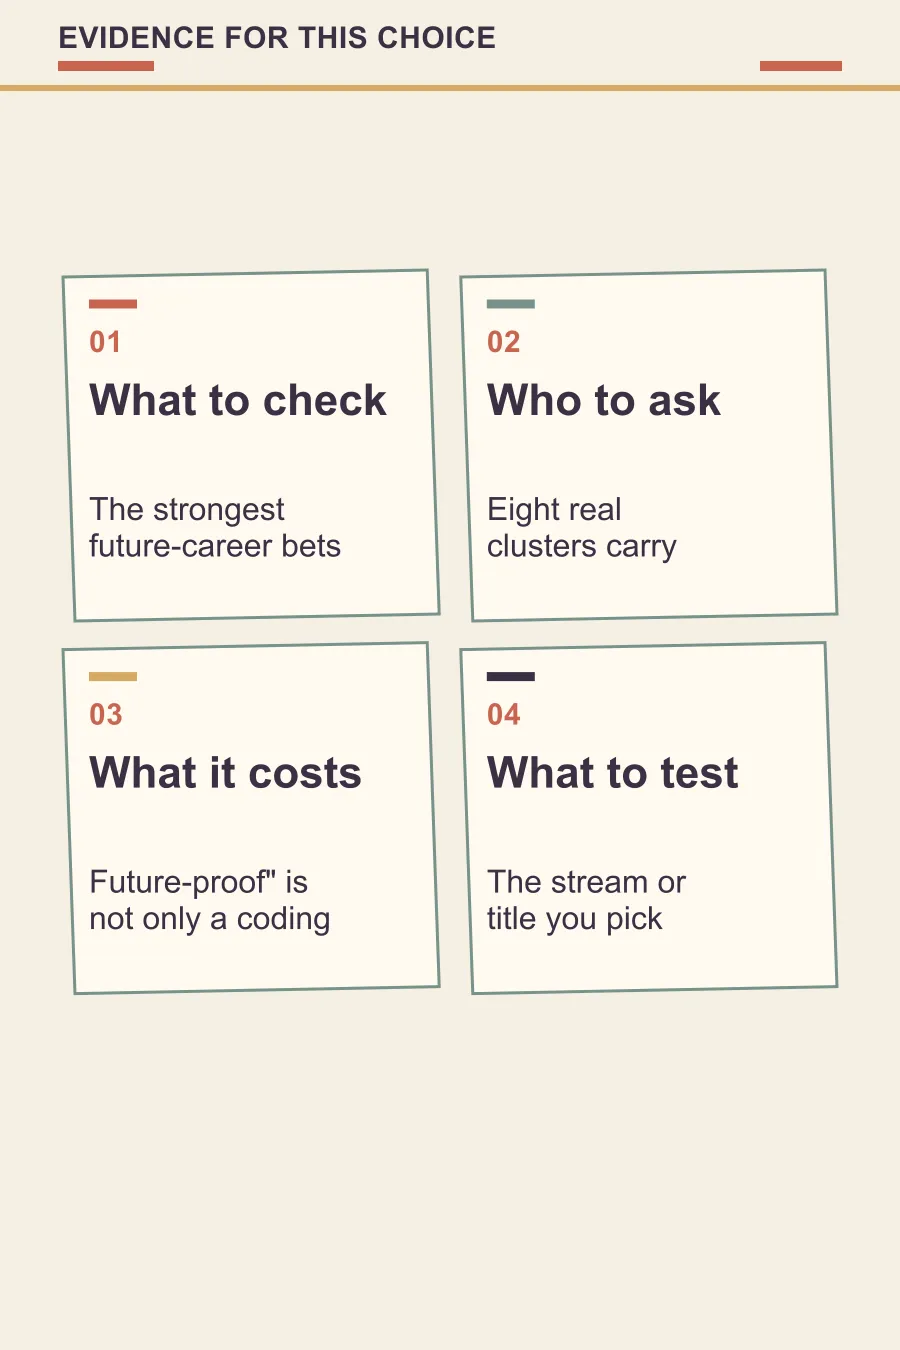 EVIDENCE FOR THIS CHOICE
01
What to check
The strongest
future-career bets
02
Who to ask
Eight real
clusters carry
03
What it costs
Future-proof" is
not only a coding
04
What to test
The stream or
title you pick